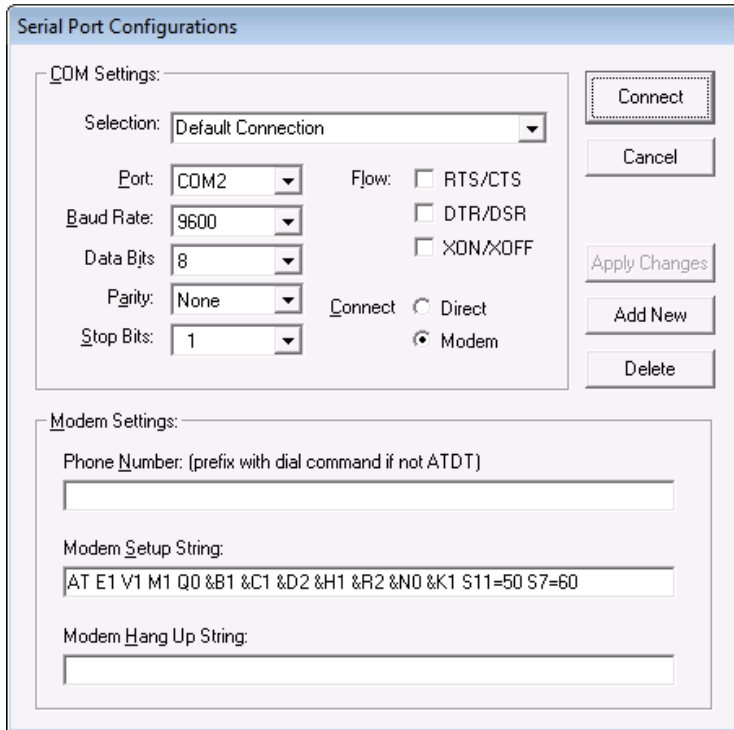 Serial Port Configurations
COM Settings:
Selection: Default Connection
Port: COM2
Baud Rate: 9600
Data Bits 8
Parity: None
Stop Bits: 1
Flow: RTS/CTS
DTR/DSR
XON/XOFF
Connect Direct
Modem
Connect
Cancel
Apply Changes
Add New
Delete
Modem Settings:
Phone Number: (prefix with dial command if not ATDT)
Modem Setup String:
AT E1 V1 M1 Q0 &B1 &C1 &D2 &H1 &R2 &N0 &K1 S11=50 S7=60
Modem Hang Up String: